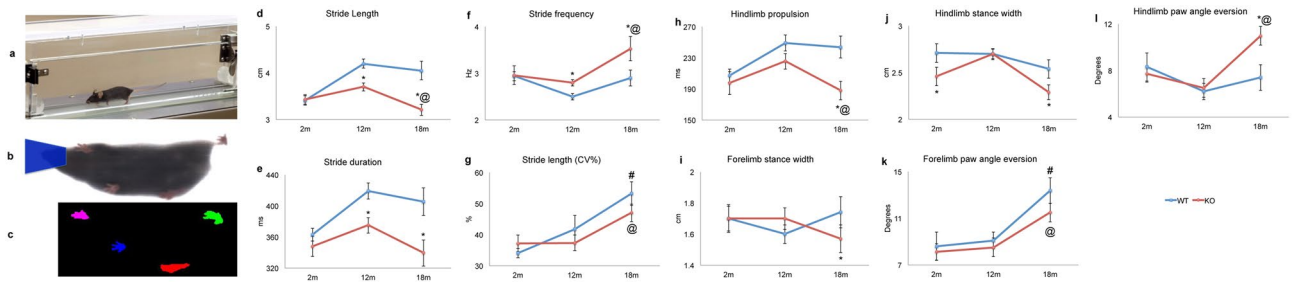 a
b
c
d Stride Length
5
4
3
cm
*
*@
2m 12m 18m
e Stride duration
440
400
360
320
ms
*
*
2m 12m 18m
f Stride frequency
4
3
2
Hz
*
*@
2m 12m 18m
g Stride length (CV%)
60
50
40
30
%
#
@
2m 12m 18m
h Hindlimb propulsion
270
230
190
150
ms
*@
2m 12m 18m
i Forelimb stance width
2
1.8
1.6
1.4
cm
*
2m 12m 18m
j Hindlimb stance width
3
2.5
2
cm
*
*
2m 12m 18m
k Forelimb paw angle eversion
15
11
7
Degrees
#
@
2m 12m 18m
l Hindlimb paw angle eversion
12
8
4
Degrees
*@
2m 12m 18m
WT KO